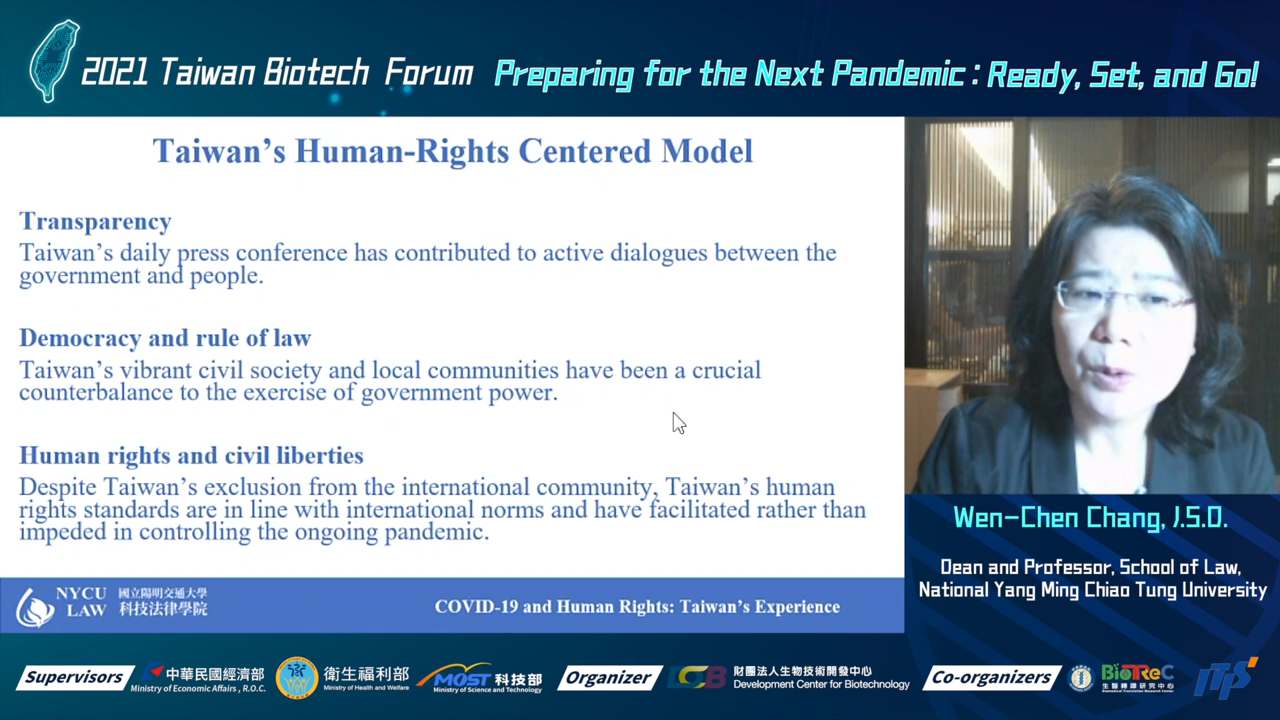 2021 Taiwan Biotech Forum Preparing for the Next Pandemic : Ready, Set, and Go!
Taiwan's Human-Rights Centered Model
Transparency
Taiwan's daily press conference has contributed to active dialogues between the
government and people.
Democracy and rule of law
Taiwan's vibrant civil society and local communities have been a crucial
counterbalance to the exercise of government power.
Human rights and civil liberties
Despite Taiwan's exclusion from the international community, Taiwan's human
rights standards are in line with international norms and have facilitated rather than
impeded in controlling the ongoing pandemic.
NYCU 國立陽明交通大學
LAW 科技法律學院
COVID-19 and Human Rights: Taiwan's Experience
Wen-Chen Chang, J.S.D.
Dean and Professor, School of Law,
National Yang Ming Chiao Tung University
Supervisors
中華民國經濟部
Ministry of Economic Affairs , R.O.C.
衛生福利部
Ministry of Health and Welfare
MOST 科技部
Ministry of Science and Technology
Organizer
DCB
財團法人生物技術開發中心
Development Center for Biotechnology
Co-organizers
BioTReC
生醫轉譯研究中心
Biomedical Translation Research Center
ITIS